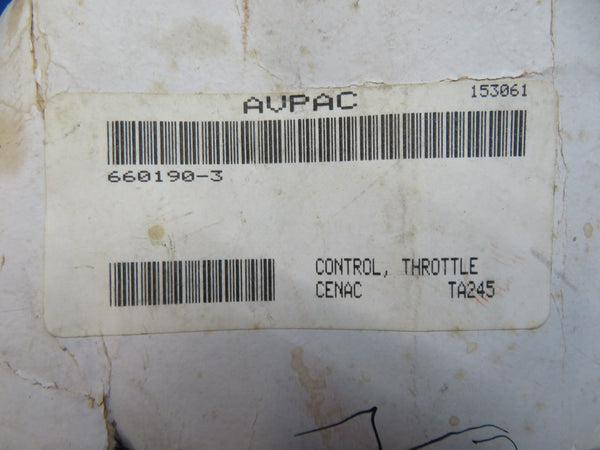 AVPAC 153061
660190-3
CONTROL, THROTTLE
CENAC TA245